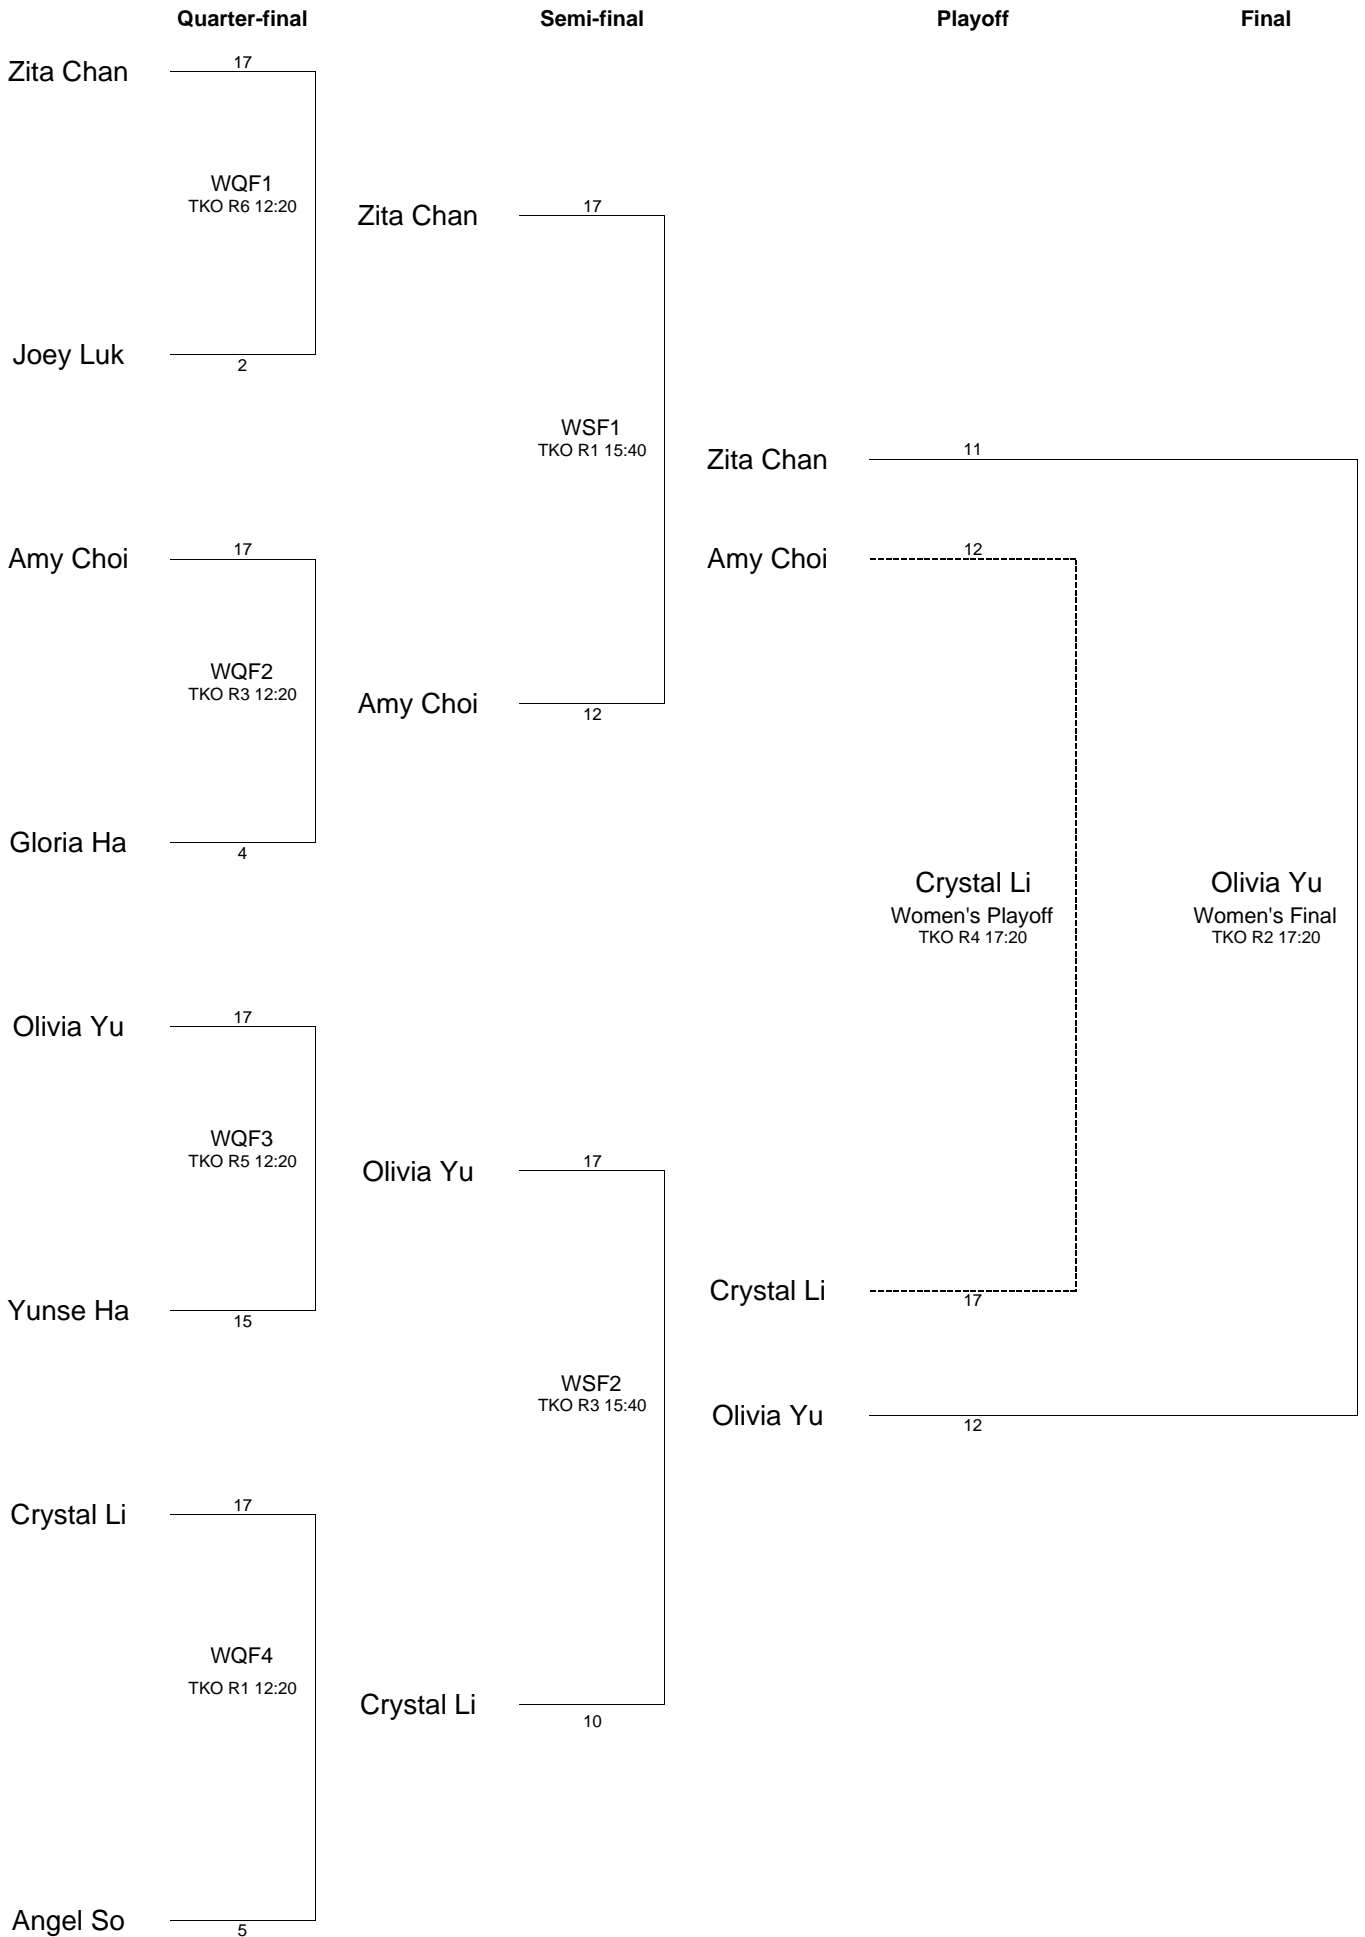 Quarter-final
Semi-final
Playoff
Final
Zita Chan
17
WQF1
TKO R6 12:20
Joey Luk
2
Amy Choi
17
WQF2
TKO R3 12:20
Gloria Ha
4
Olivia Yu
17
WQF3
TKO R5 12:20
Yunse Ha
15
Crystal Li
17
WQF4
TKO R1 12:20
Angel So
5
Zita Chan
17
WSF1
TKO R1 15:40
Amy Choi
12
Olivia Yu
17
WSF2
TKO R3 15:40
Crystal Li
10
Zita Chan
11
Amy Choi
12
Crystal Li
Women's Playoff
TKO R4 17:20
Olivia Yu
Women's Final
TKO R2 17:20
Crystal Li
17
Olivia Yu
12